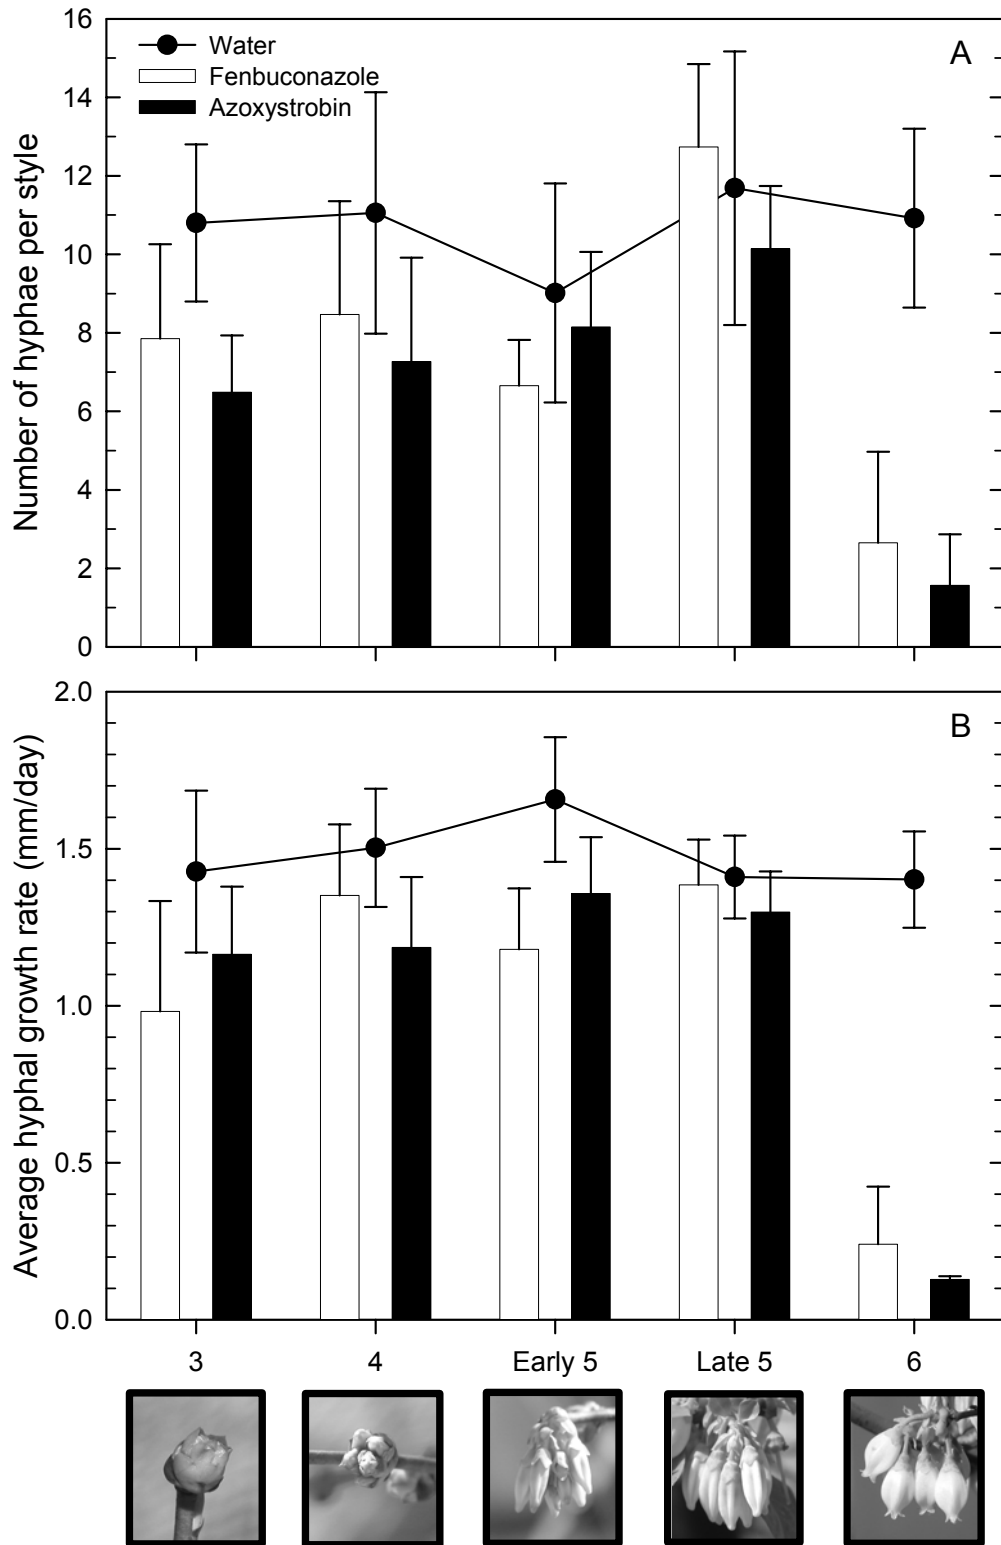 16
14
12
10
8
6
4
2
0
Number of hyphae per style
Water
Fenbuconazole
Azoxystrobin
A
2.0
1.5
1.0
0.5
0.0
Average hyphal growth rate (mm/day)
B
3 4 Early 5 Late 5 6